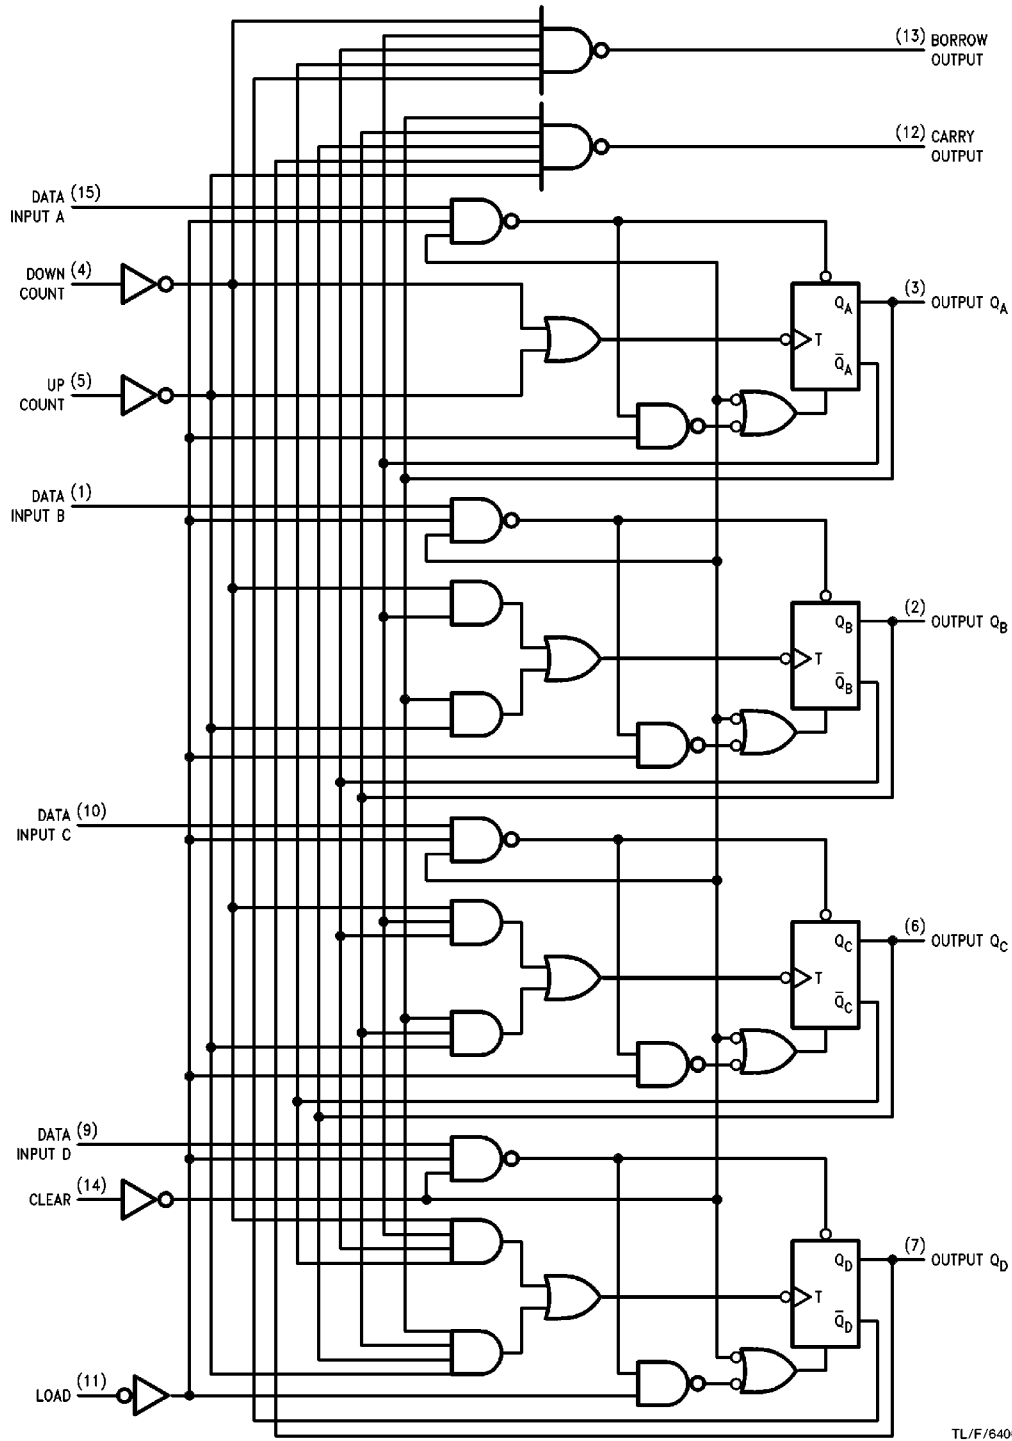 (13) BORROW
OUTPUT
(12) CARRY
OUTPUT
DATA (15)
INPUT A
DOWN (4)
COUNT
(3) OUTPUT QA
QA
T
Q̅A
UP (5)
COUNT
DATA (1)
INPUT B
(2) OUTPUT QB
QB
T
Q̅B
DATA (10)
INPUT C
(6) OUTPUT QC
QC
T
Q̅C
DATA (9)
INPUT D
CLEAR (14)
(7) OUTPUT QD
QD
T
Q̅D
LOAD (11)
TL/F/640